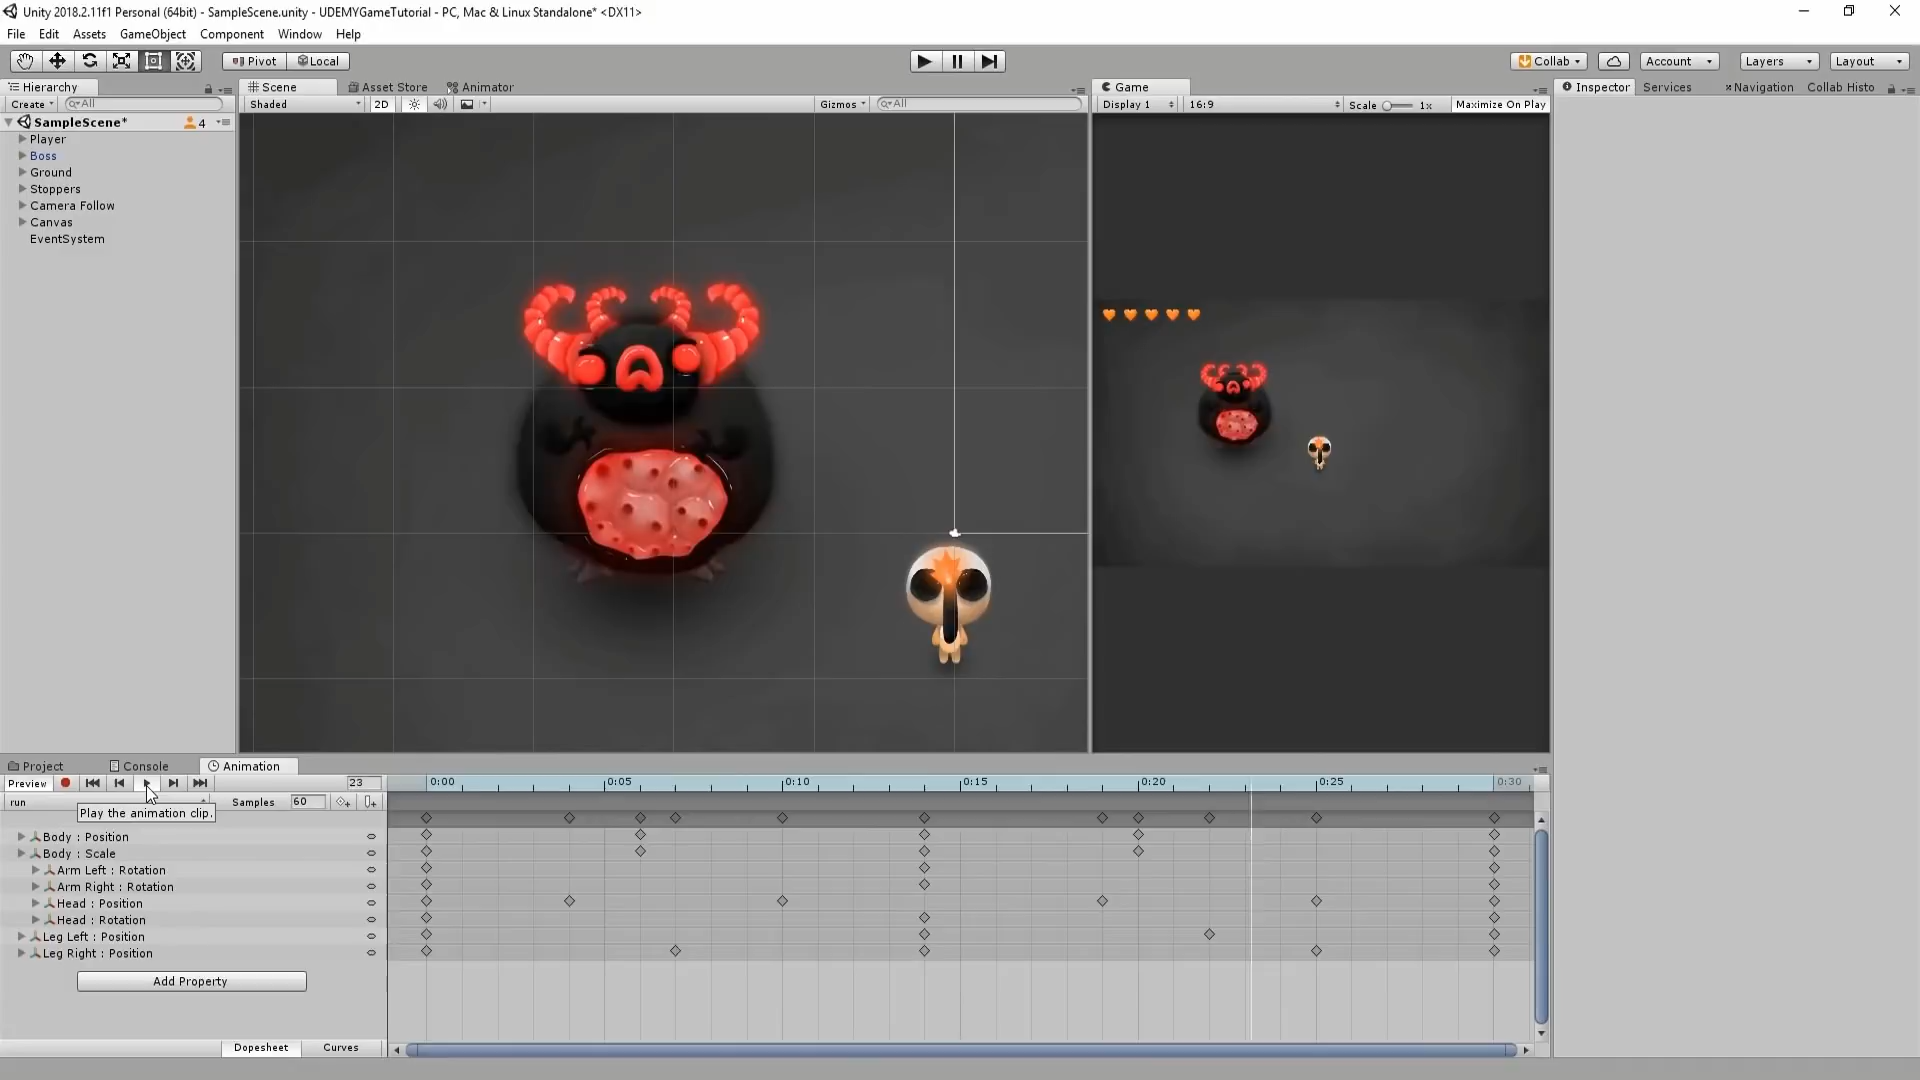 Unity 2018.2.11f1 Personal (64bit) - SampleScene.unity - UDEMYGameTutorial - PC, Mac & Linux Standalone* <DX11>
File Edit Assets GameObject Component Window Help
Pivot Local Collab Account Layers Layout
Hierarchy Scene Asset Store Animator Game Inspector Services Navigation Collab Histo
Create All Shaded 2D Gizmos All Display 1 16:9 Scale 1x Maximize On Play
SampleScene* 4
Player
Boss
Ground
Stoppers
Camera Follow
Canvas
EventSystem
Project Console Animation
Preview 23 0:00 0:05 0:10 0:15 0:20 0:25 0:30
run Samples 60
Play the animation clip.
Body : Position
Body : Scale
Arm Left : Rotation
Arm Right : Rotation
Head : Position
Head : Rotation
Leg Left : Position
Leg Right : Position
Add Property
Dopesheet Curves